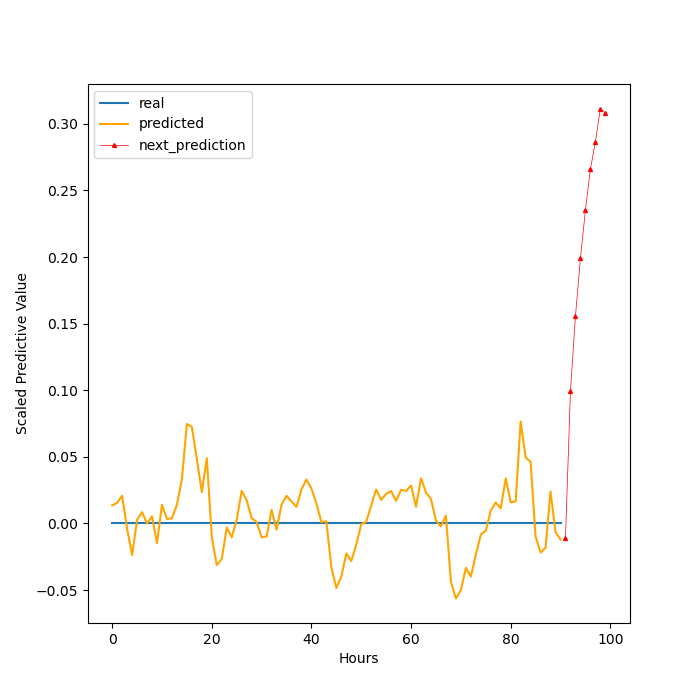 real
predicted
next_prediction
0.30
0.25
0.20
0.15
0.10
0.05
0.00
−0.05
Scaled Predictive Value
0 20 40 60 80 100
Hours